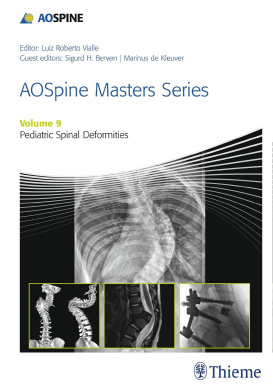 AOSPINE
Editor: Luiz Roberto Vialle
Guest editors: Sigurd H. Berven | Marinus de Kleuver
AOSpine Masters Series
Volume 9
Pediatric Spinal Deformities
Thieme